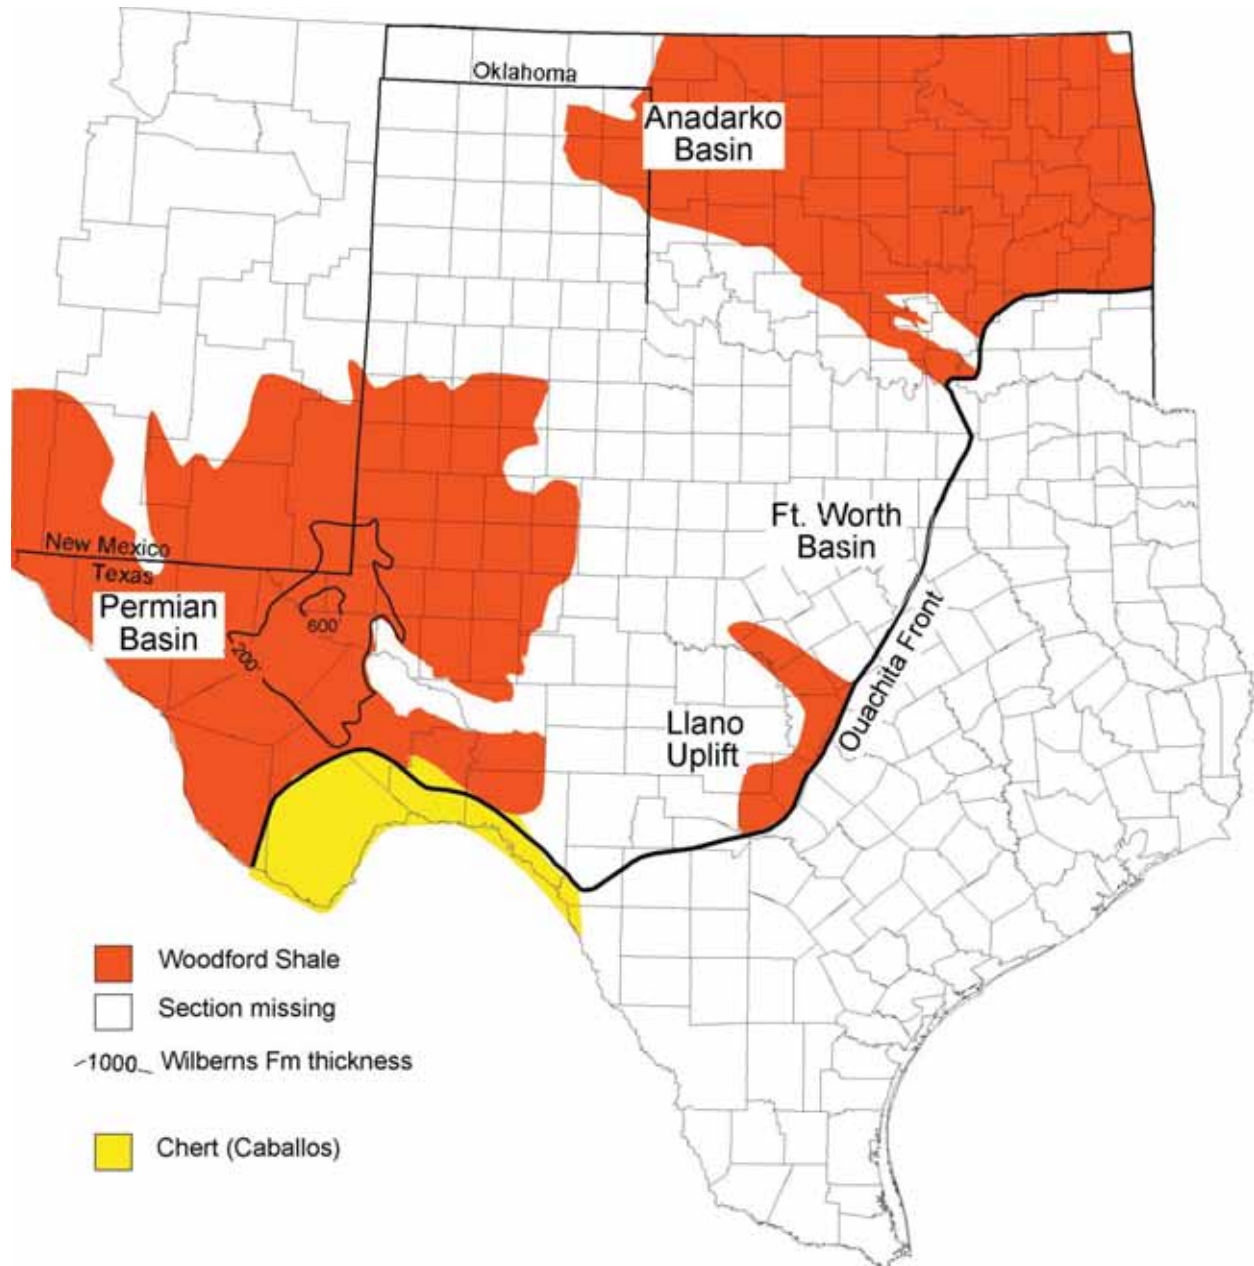 Oklahoma
Anadarko
Basin
Ft. Worth
Basin
New Mexico
Texas
Permian
Basin
600'
200'
Ouachita Front
Llano
Uplift
Woodford Shale
Section missing
1000 Wilberns Fm thickness
Chert (Caballos)